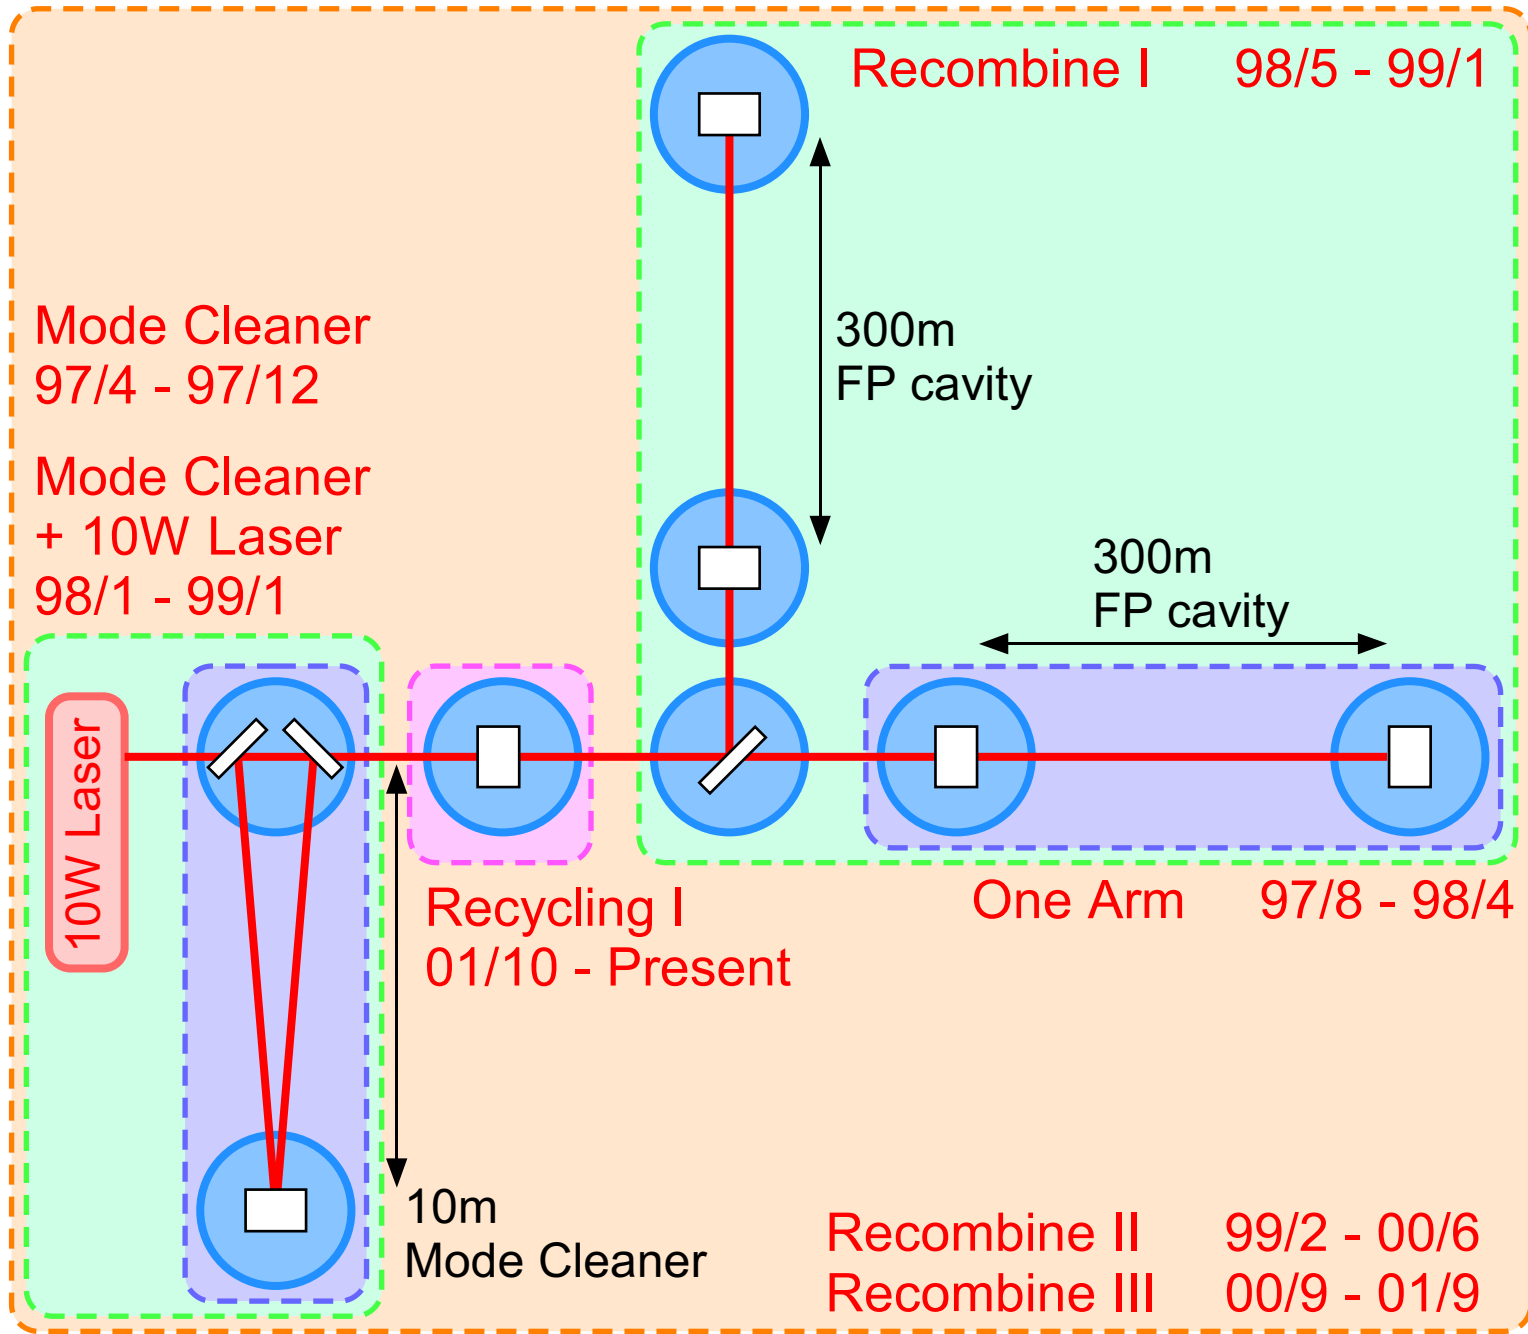 Recombine I 98/5 - 99/1
Mode Cleaner
97/4 - 97/12
300m
FP cavity
Mode Cleaner
+ 10W Laser
98/1 - 99/1
300m
FP cavity
10W Laser
Recycling I
01/10 - Present
One Arm 97/8 - 98/4
10m
Mode Cleaner
Recombine II 99/2 - 00/6
Recombine III 00/9 - 01/9